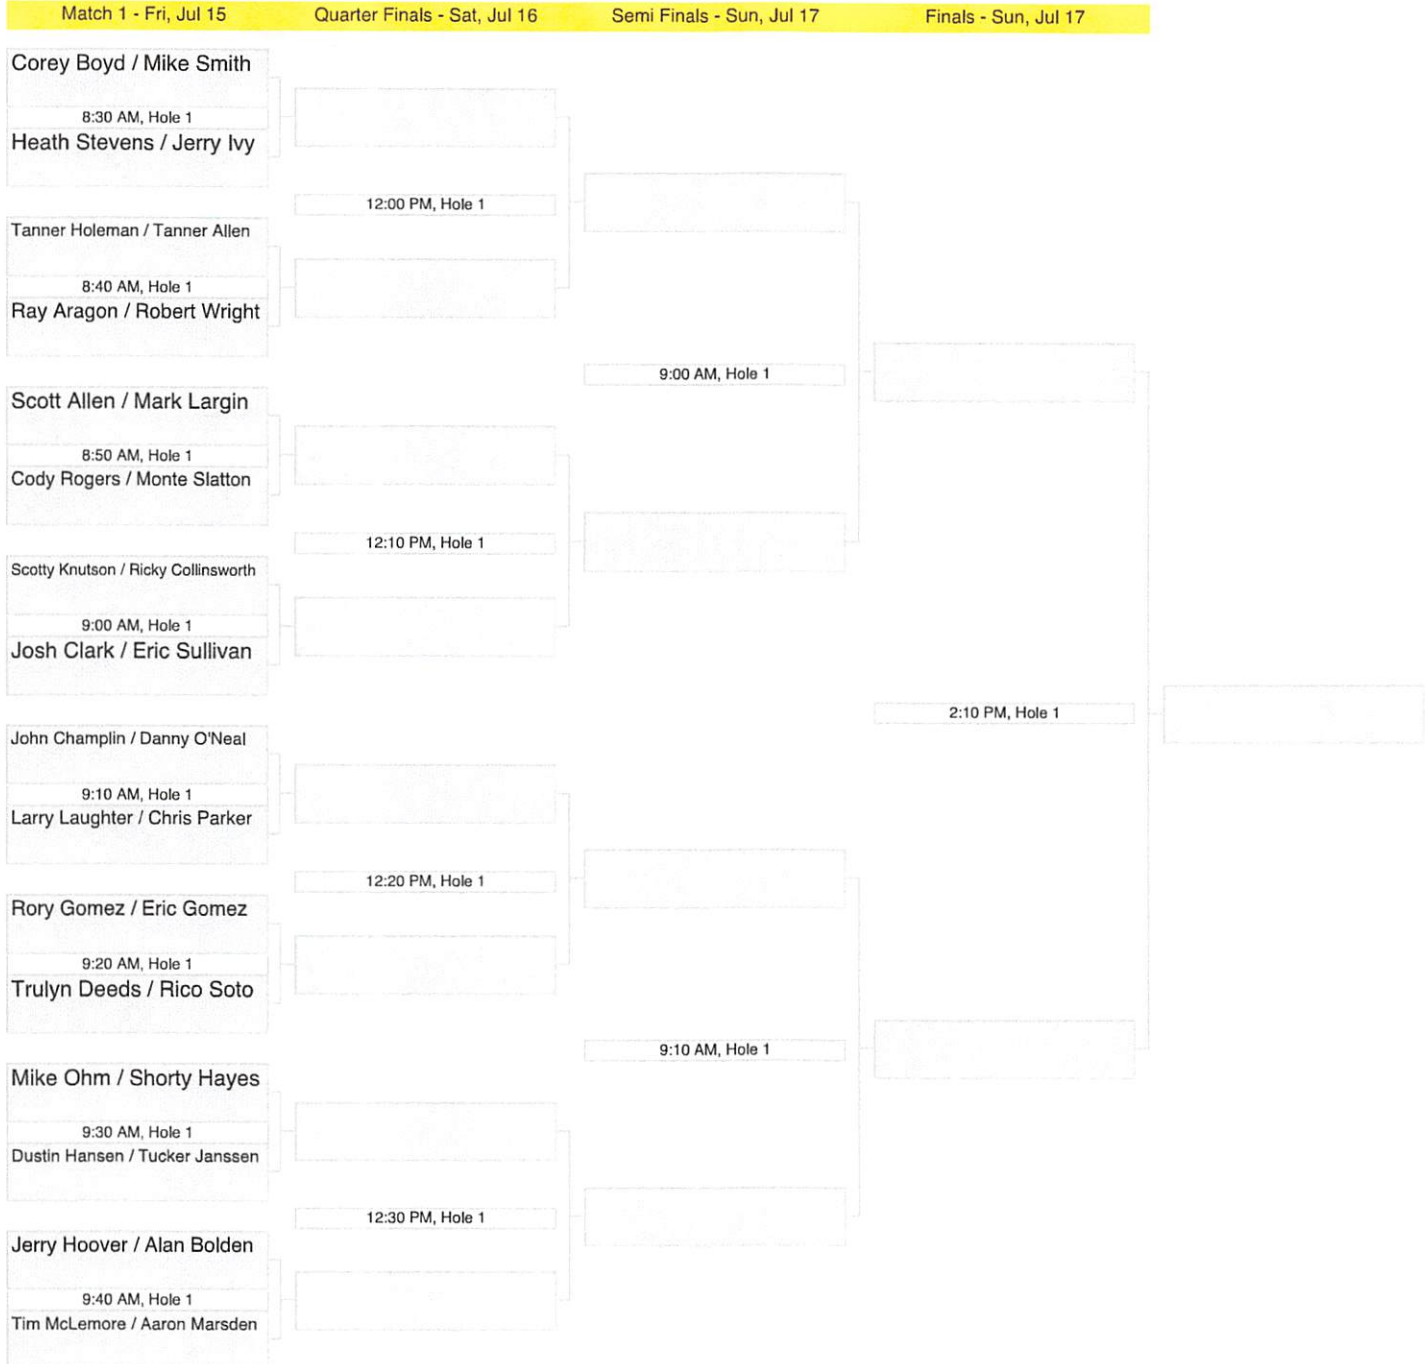 Match 1 - Fri, Jul 15
Quarter Finals - Sat, Jul 16
Semi Finals - Sun, Jul 17
Finals - Sun, Jul 17
Corey Boyd / Mike Smith
8:30 AM, Hole 1
Heath Stevens / Jerry Ivy
12:00 PM, Hole 1
Tanner Holeman / Tanner Allen
8:40 AM, Hole 1
Ray Aragon / Robert Wright
9:00 AM, Hole 1
Scott Allen / Mark Largin
8:50 AM, Hole 1
Cody Rogers / Monte Slatton
12:10 PM, Hole 1
Scotty Knutson / Ricky Collinsworth
9:00 AM, Hole 1
Josh Clark / Eric Sullivan
2:10 PM, Hole 1
John Champlin / Danny O'Neal
9:10 AM, Hole 1
Larry Laughter / Chris Parker
12:20 PM, Hole 1
Rory Gomez / Eric Gomez
9:20 AM, Hole 1
Trulyn Deeds / Rico Soto
9:10 AM, Hole 1
Mike Ohm / Shorty Hayes
9:30 AM, Hole 1
Dustin Hansen / Tucker Janssen
12:30 PM, Hole 1
Jerry Hoover / Alan Bolden
9:40 AM, Hole 1
Tim McLemore / Aaron Marsden